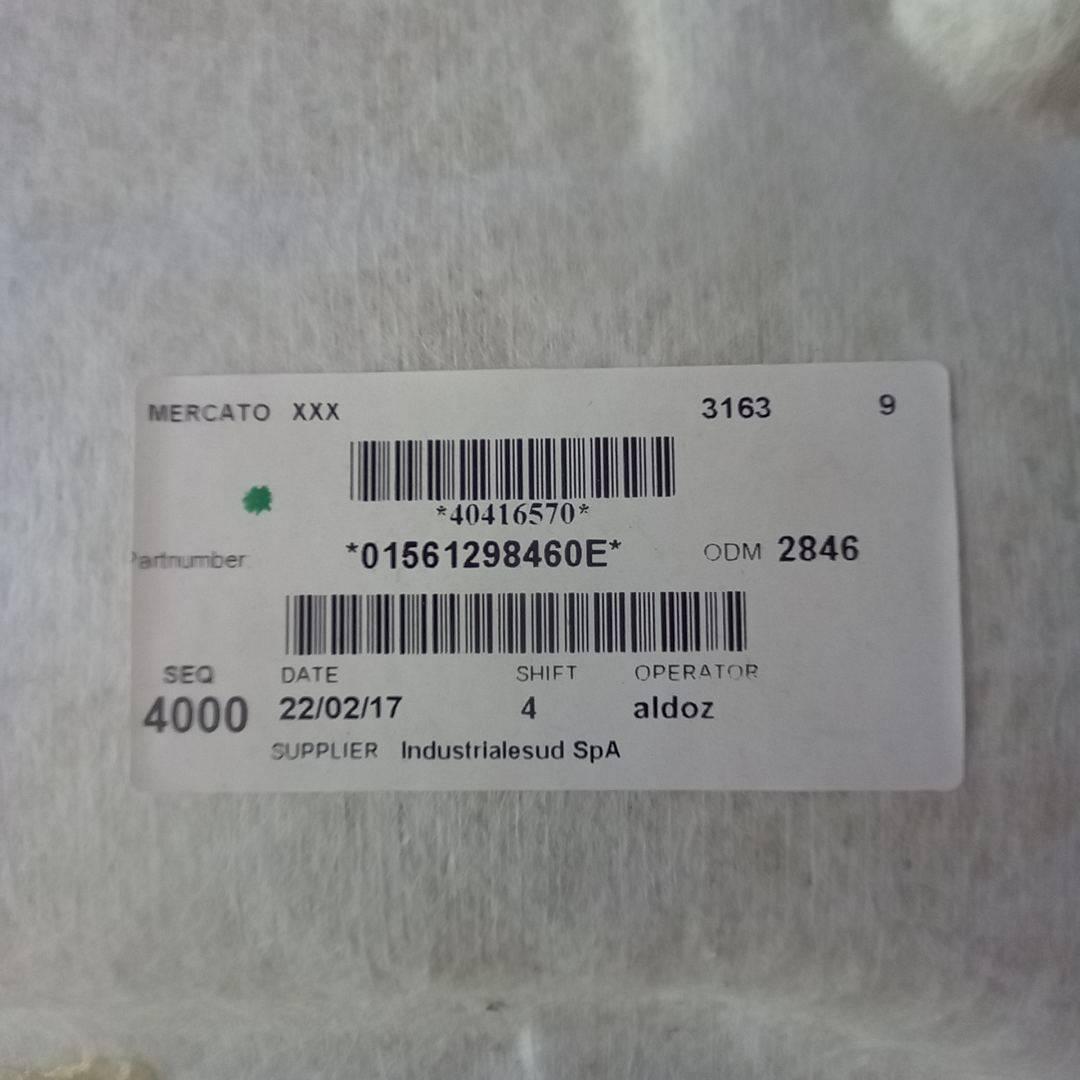 MERCATO XXX 3163 9
*40416570*
Partnumber *01561298460E* ODM 2846
SEQ DATE SHIFT OPERATOR
4000 22/02/17 4 aldoz
SUPPLIER Industrialesud SpA